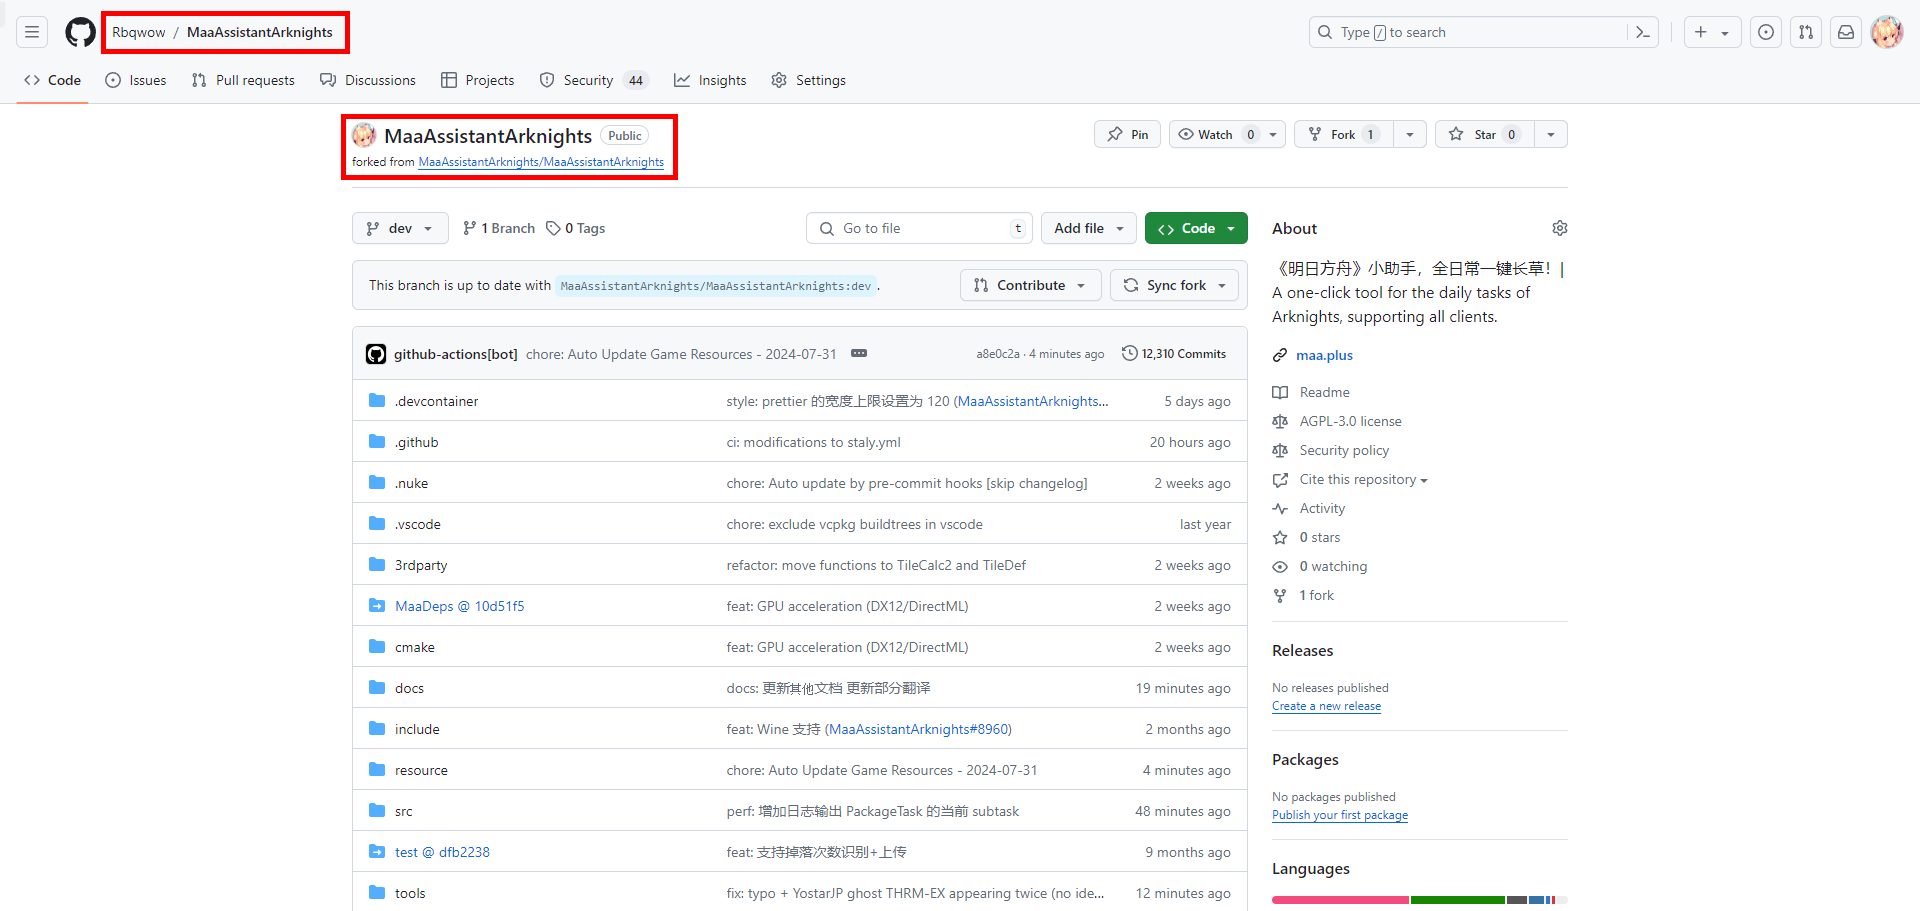 Rbqwow / MaaAssistantArknights
Type / to search
Code Issues Pull requests Discussions Projects Security 44 Insights Settings
MaaAssistantArknights Public
forked from MaaAssistantArknights/MaaAssistantArknights
Pin Watch 0 Fork 1 Star 0
dev 1 Branch 0 Tags Go to file t Add file Code
This branch is up to date with MaaAssistantArknights/MaaAssistantArknights:dev . Contribute Sync fork
github-actions[bot] chore: Auto Update Game Resources - 2024-07-31 a8e0c2a · 4 minutes ago 12,310 Commits
.devcontainer style: prettier 的宽度上限设置为 120 (MaaAssistantArknights... 5 days ago
.github ci: modifications to staly.yml 20 hours ago
.nuke chore: Auto update by pre-commit hooks [skip changelog] 2 weeks ago
.vscode chore: exclude vcpkg buildtrees in vscode last year
3rdparty refactor: move functions to TileCalc2 and TileDef 2 weeks ago
MaaDeps @ 10d51f5 feat: GPU acceleration (DX12/DirectML) 2 weeks ago
cmake feat: GPU acceleration (DX12/DirectML) 2 weeks ago
docs docs: 更新其他文档 更新部分翻译 19 minutes ago
include feat: Wine 支持 (MaaAssistantArknights#8960) 2 months ago
resource chore: Auto Update Game Resources - 2024-07-31 4 minutes ago
src perf: 增加日志输出 PackageTask 的当前 subtask 48 minutes ago
test @ dfb2238 feat: 支持掉落次数识别+上传 9 months ago
tools fix: typo + YostarJP ghost THRM-EX appearing twice (no ide... 12 minutes ago
About
《明日方舟》小助手，全日常一键长草！|
A one-click tool for the daily tasks of
Arknights, supporting all clients.
maa.plus
Readme
AGPL-3.0 license
Security policy
Cite this repository
Activity
0 stars
0 watching
1 fork
Releases
No releases published
Create a new release
Packages
No packages published
Publish your first package
Languages